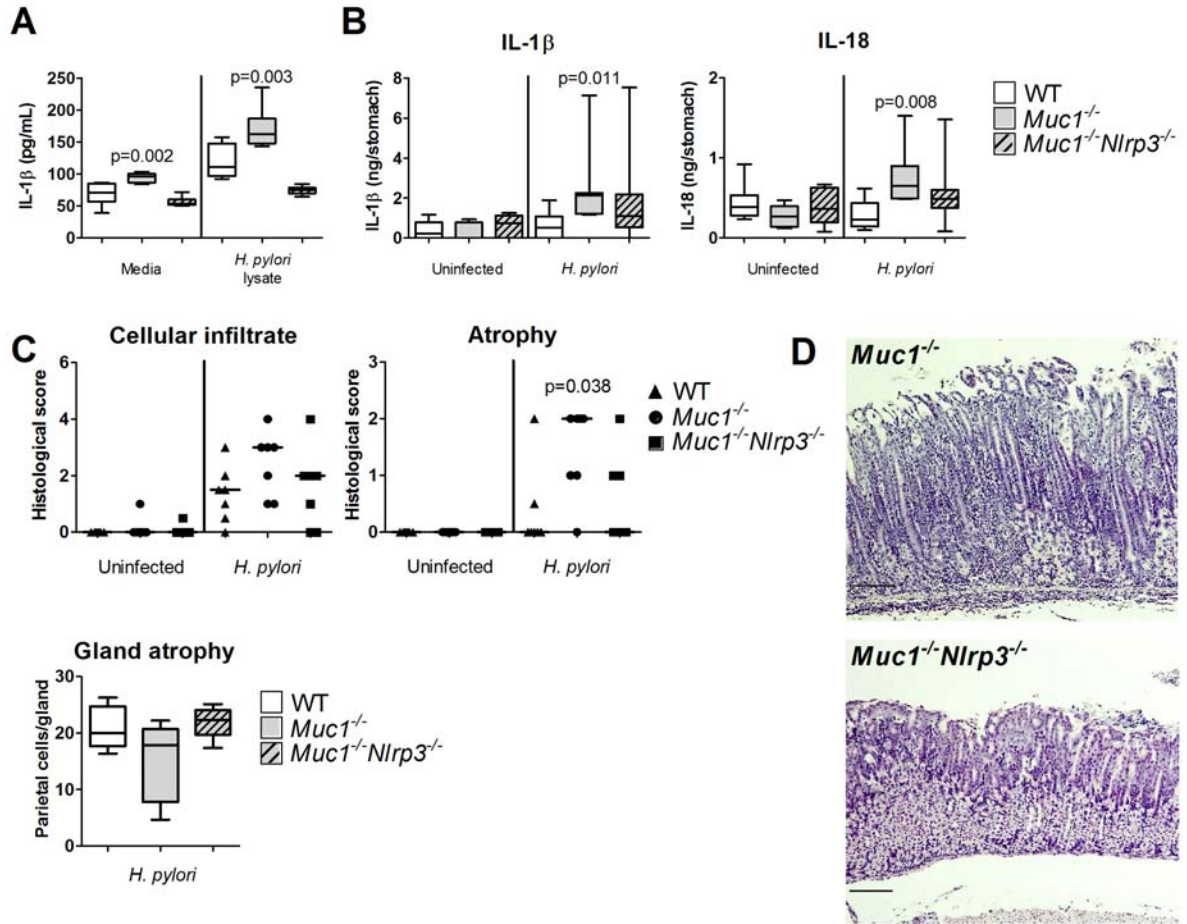 A
IL-1β (pg/mL)
250
200
150
100
50
0
p=0.002
p=0.003
Media
H. pylori
lysate
B
IL-1β
IL-1β (ng/stomach)
8
6
4
2
0
p=0.011
Uninfected
H. pylori
IL-18
IL-18 (ng/stomach)
2
1
0
p=0.008
Uninfected
H. pylori
WT
Muc1-/-
Muc1-/-Nlrp3-/-
C
Cellular infiltrate
Histological score
6
4
2
0
Uninfected
H. pylori
Atrophy
Histological score
3
2
1
0
p=0.038
Uninfected
H. pylori
WT
Muc1-/-
Muc1-/-Nlrp3-/-
Gland atrophy
Parietal cells/gland
30
20
10
0
H. pylori
WT
Muc1-/-
Muc1-/-Nlrp3-/-
D
Muc1-/-
Muc1-/-Nlrp3-/-